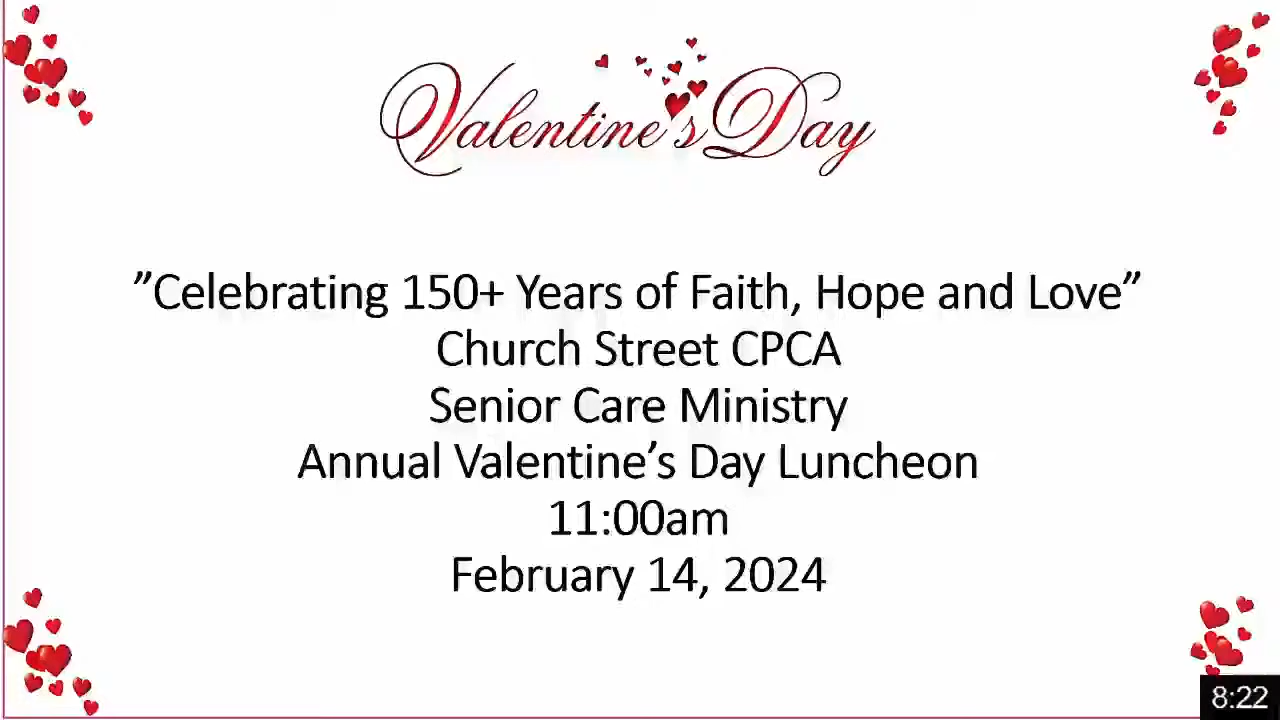 Valentine's Day
”Celebrating 150+ Years of Faith, Hope and Love”
Church Street CPCA
Senior Care Ministry
Annual Valentine’s Day Luncheon
11:00am
February 14, 2024
8:22